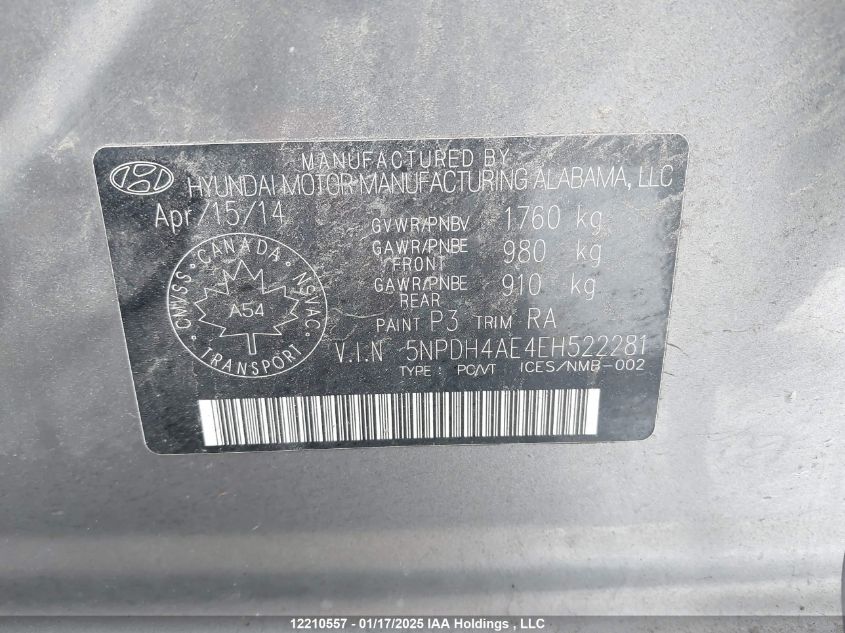 MANUFACTURED BY
HYUNDAI MOTOR MANUFACTURING ALABAMA, LLC
Apr/15/14
GVWR/PNBV 1760 kg
GAWR/PNBE FRONT 980 kg
GAWR/PNBE REAR 910 kg
PAINT P3 TRIM RA
V.I.N 5NPDH4AE4EH522281
TYPE : PC/VT ICES/NMB-002
CMVSS · CANADA · NSVAC
A54
TRANSPORT
12210557 - 01/17/2025 IAA Holdings , LLC